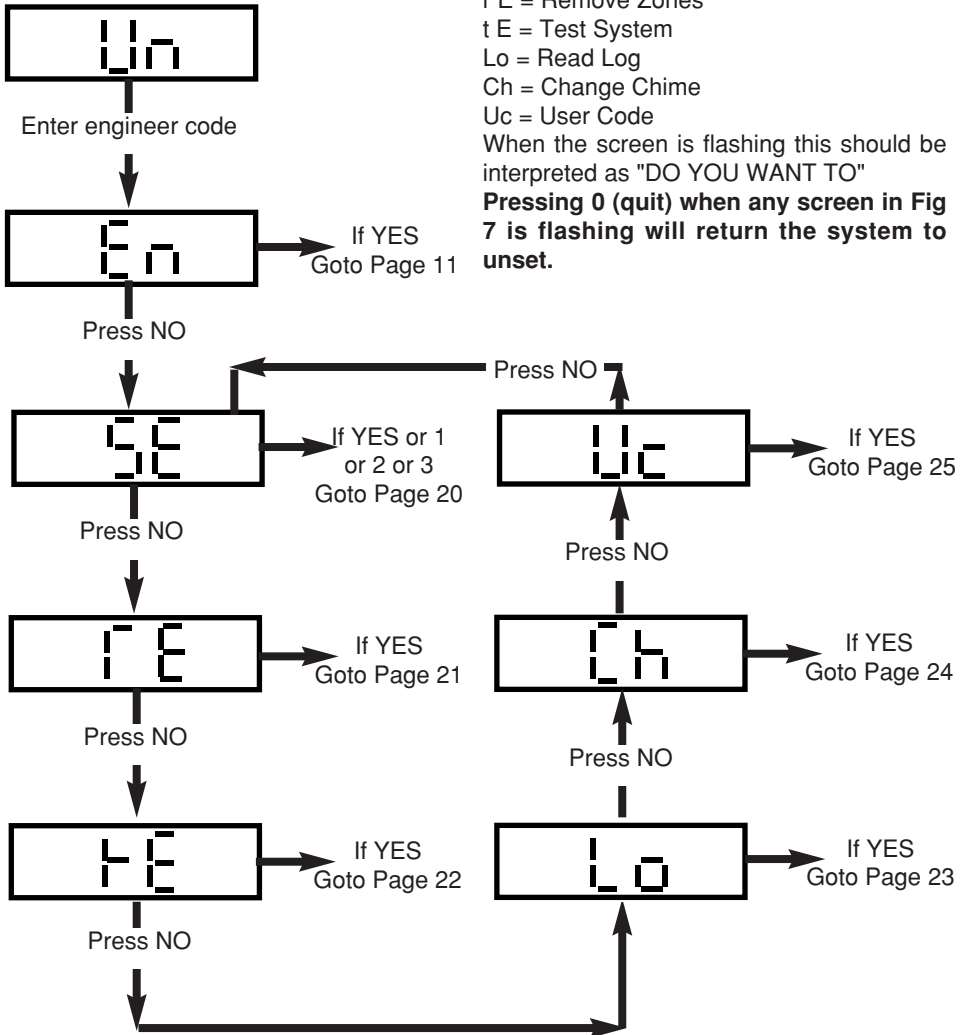 r E = Remove Zones
t E = Test System
Lo = Read Log
Ch = Change Chime
Uc = User Code
When the screen is flashing this should be
interpreted as "DO YOU WANT TO"
Pressing 0 (quit) when any screen in Fig
7 is flashing will return the system to
unset.
Un
Enter engineer code
En
If YES
Goto Page 11
Press NO
SE
If YES or 1
or 2 or 3
Goto Page 20
Press NO
rE
If YES
Goto Page 21
Press NO
tE
If YES
Goto Page 22
Press NO
Lo
If YES
Goto Page 23
Press NO
Ch
If YES
Goto Page 24
Press NO
Uc
If YES
Goto Page 25
Press NO